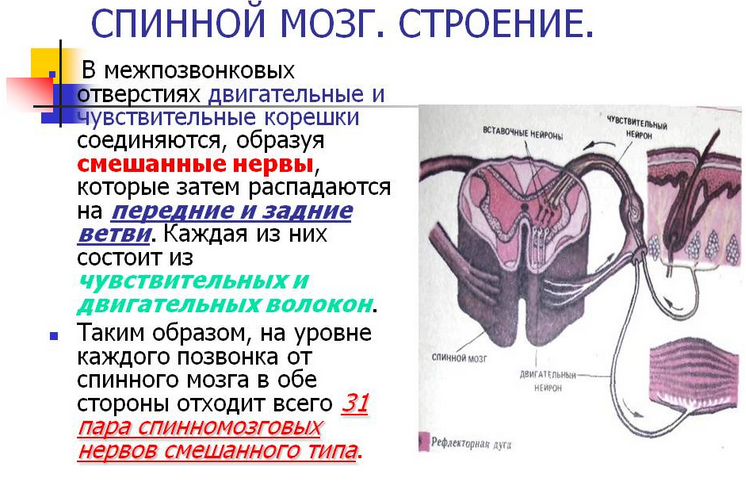 СПИННОЙ МОЗГ. СТРОЕНИЕ.
В межпозвонковых
отверстиях двигательные и
чувствительные корешки
соединяются, образуя
смешанные нервы,
которые затем распадаются
на передние и задние
ветви. Каждая из них
состоит из
чувствительных и
двигательных волокон.
Таким образом, на уровне
каждого позвонка от
спинного мозга в обе
стороны отходит всего 31
пара спинномозговых
нервов смешанного типа.
ВСТАВОЧНЫЕ НЕЙРОНЫ
ЧУВСТВИТЕЛЬНЫЙ
НЕЙРОН
СПИННОЙ МОЗГ
ДВИГАТЕЛЬНЫЙ
НЕЙРОН
Рефлекторная дуга